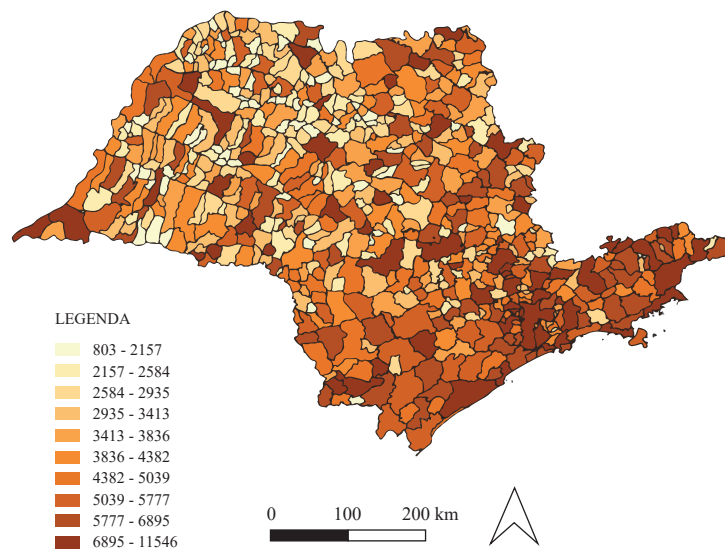 LEGENDA
803 - 2157
2157 - 2584
2584 - 2935
2935 - 3413
3413 - 3836
3836 - 4382
4382 - 5039
5039 - 5777
5777 - 6895
6895 - 11546
0 100 200 km